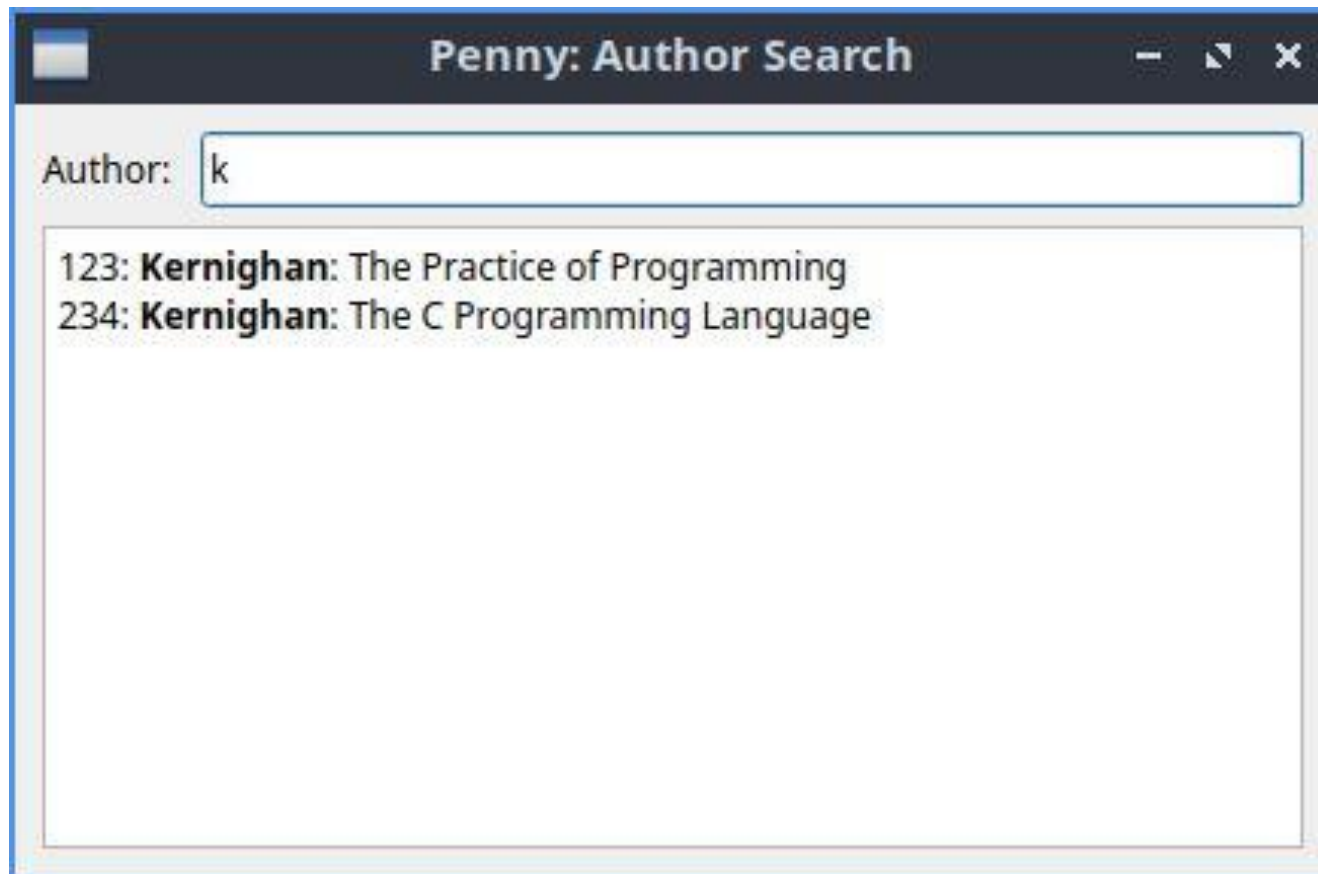 Penny: Author Search
Author: k
123: Kernighan: The Practice of Programming
234: Kernighan: The C Programming Language